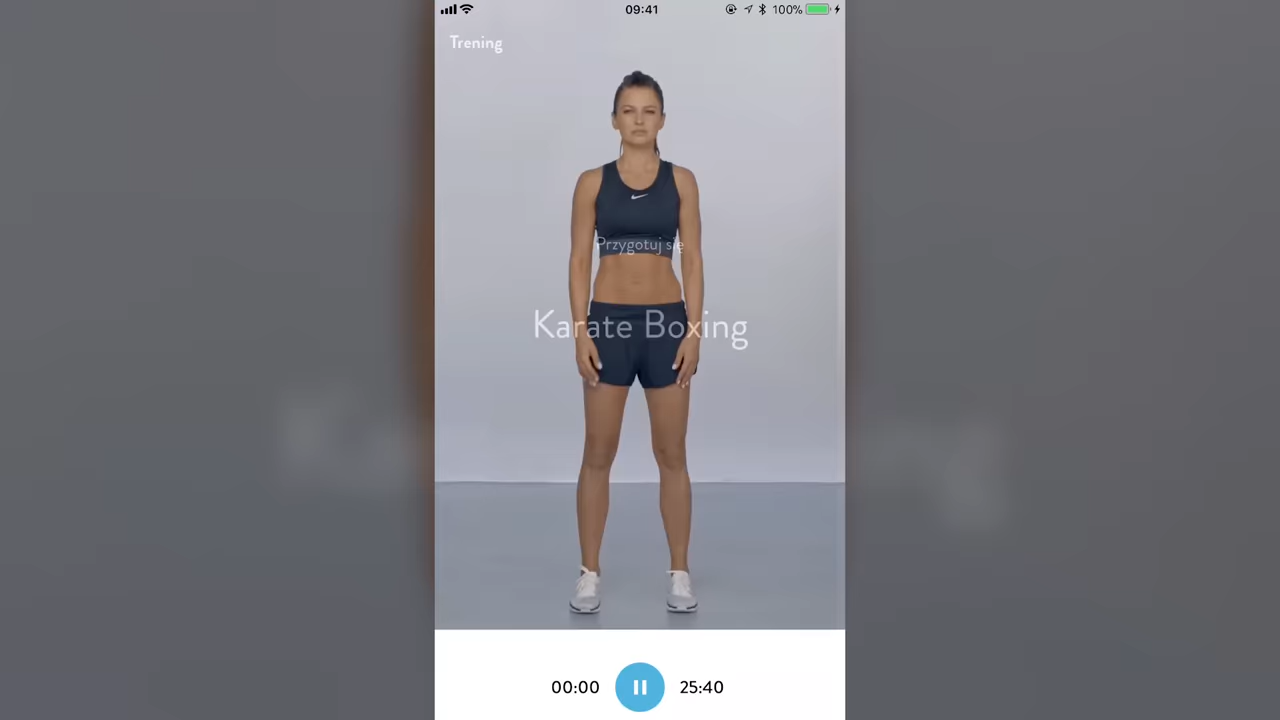 09:41
100%
Trening
Przygotuj się
Karate Boxing
00:00
25:40